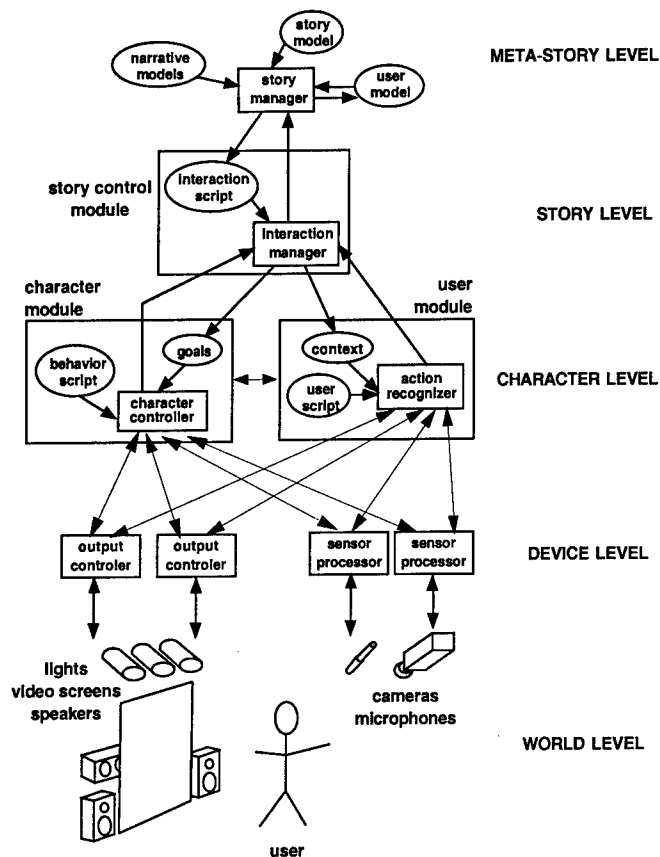 story
model
META-STORY LEVEL
narrative
models
story
manager
user
model
story control
module
interaction
script
STORY LEVEL
interaction
manager
character
module
user
module
goals
context
behavior
script
action
recognizer
CHARACTER LEVEL
user
script
character
controller
output
controler
output
controler
sensor
processor
sensor
processor
DEVICE LEVEL
lights
video screens
speakers
cameras
microphones
WORLD LEVEL
user